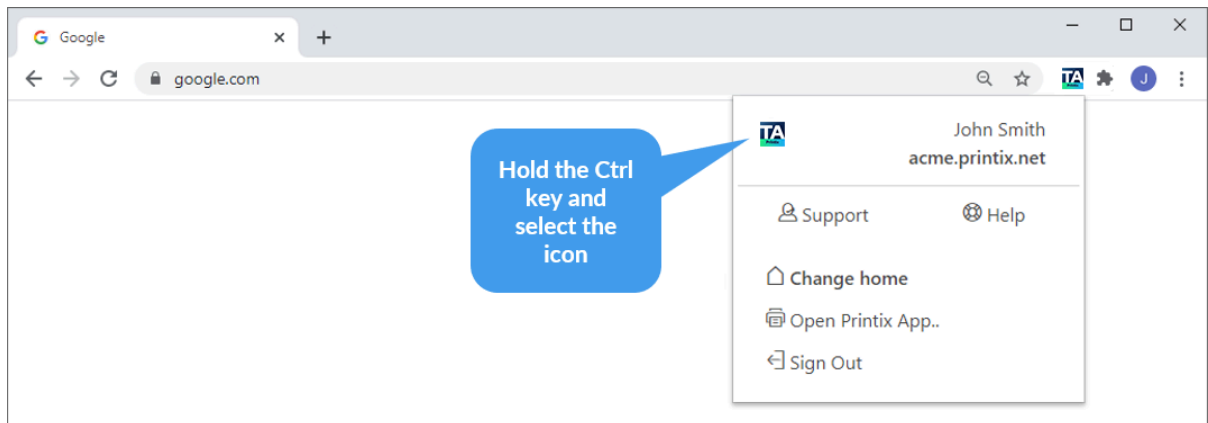 Google
google.com
TA
J
TA
John Smith
acme.printix.net
Hold the Ctrl
key and
select the
icon
Support
Help
Change home
Open Printix App..
Sign Out